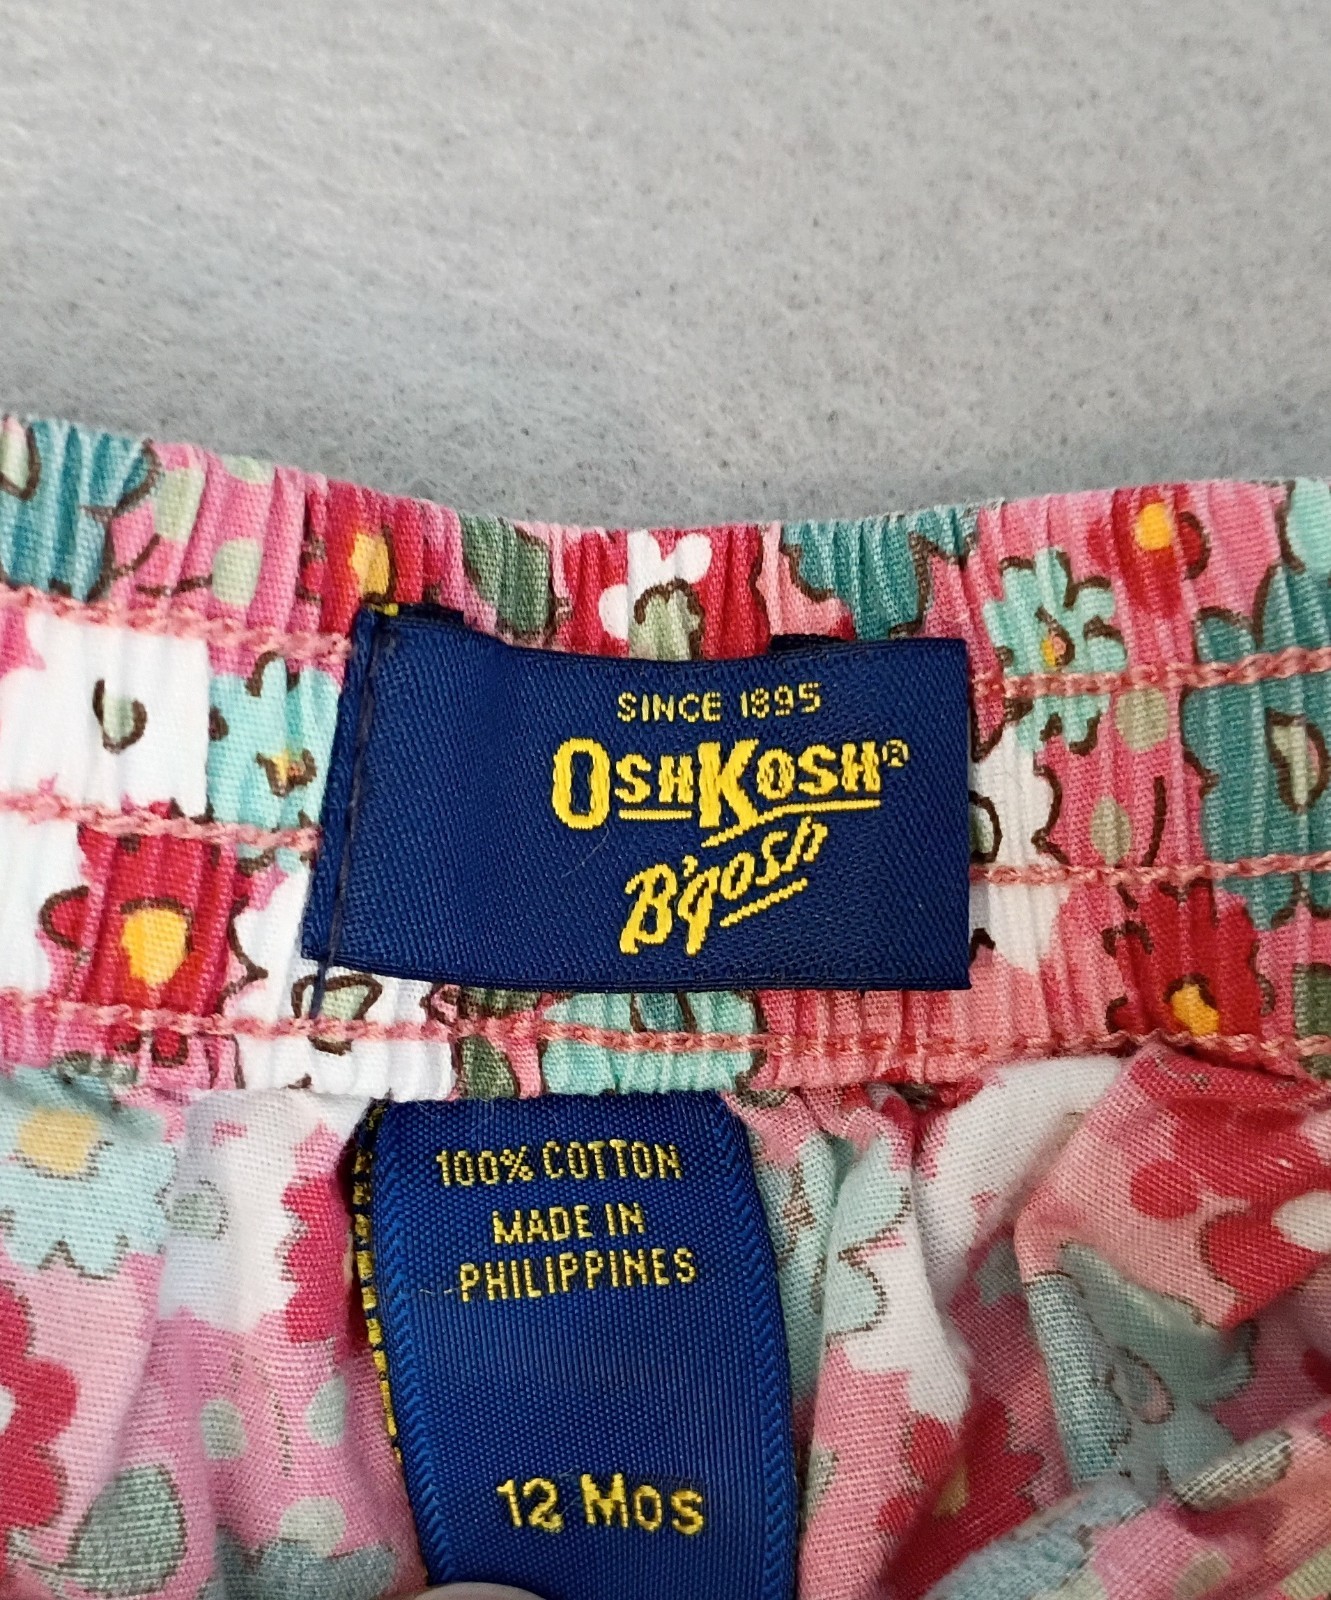 SINCE 1895
OSHKOSH®
B'gosh
100% COTTON
MADE IN
PHILIPPINES
12 MOS